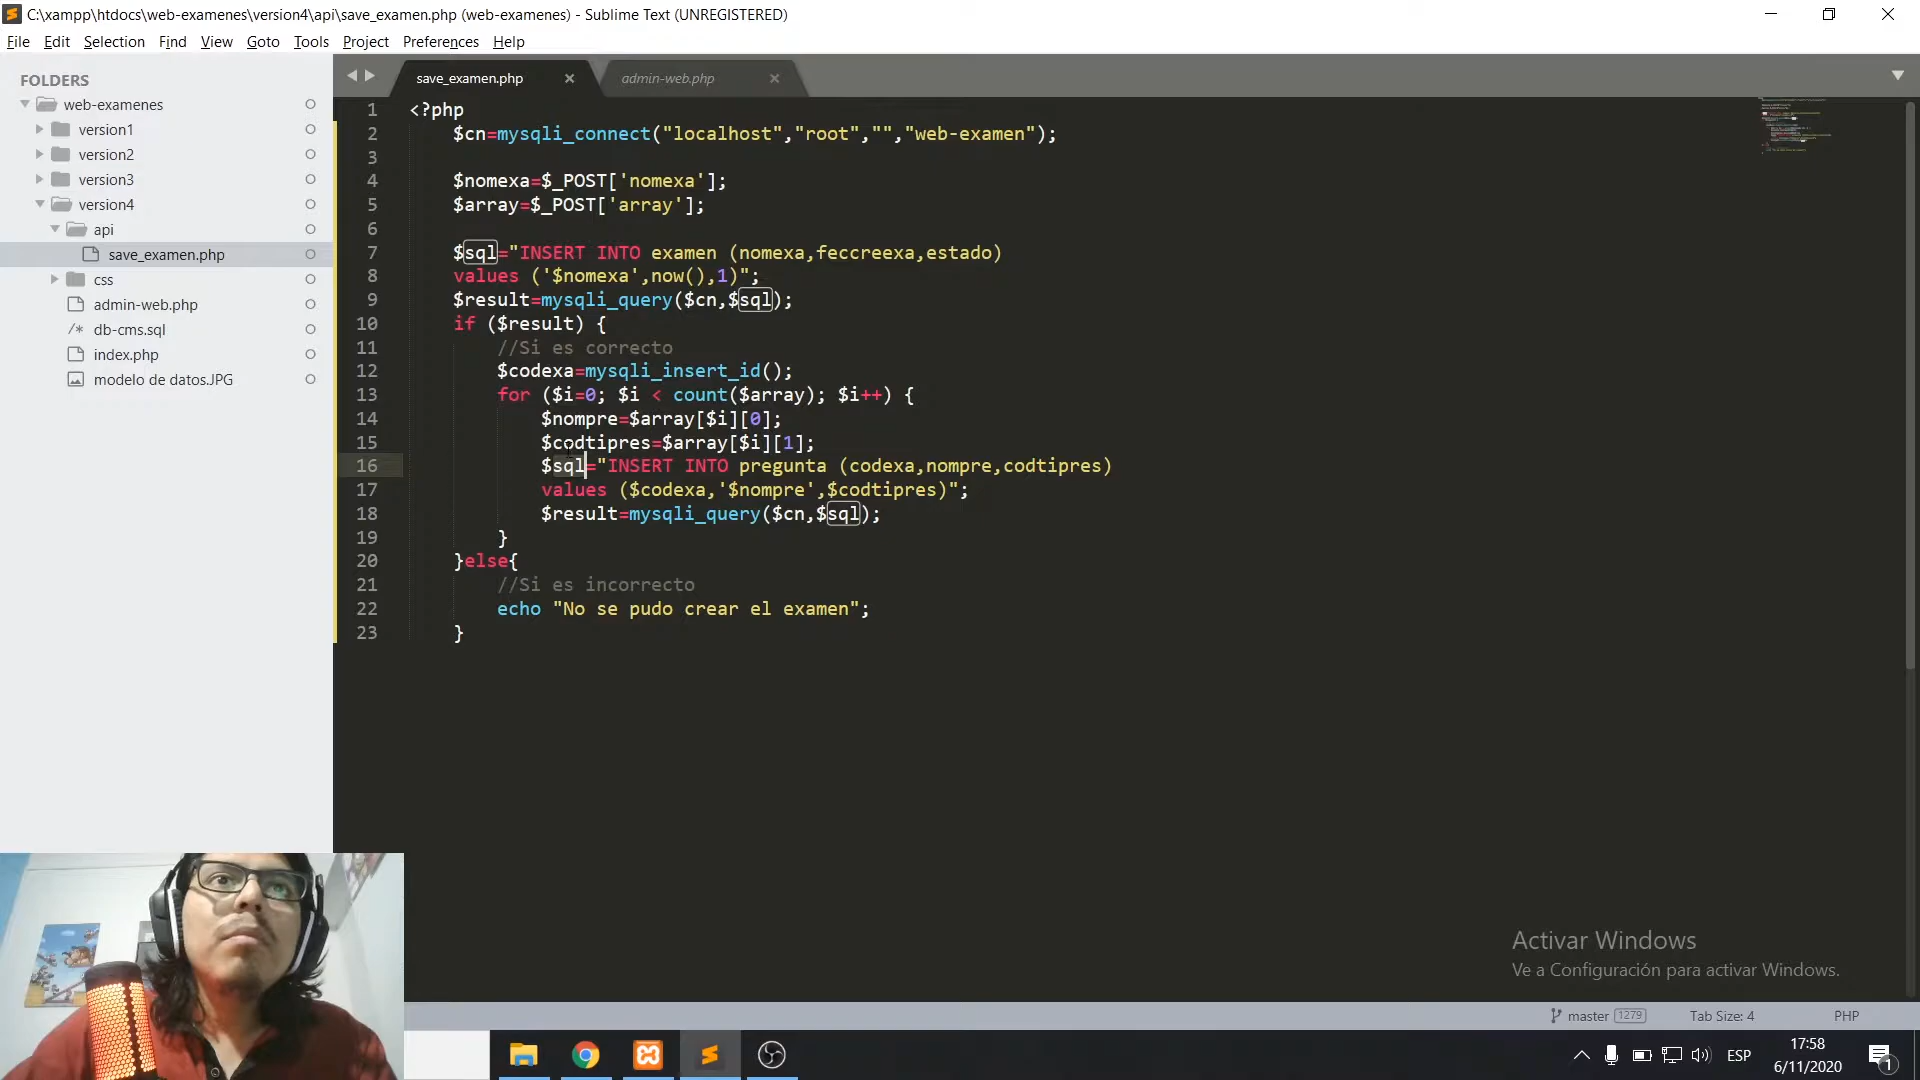 C:\xampp\htdocs\web-examenes\version4\api\save_examen.php (web-examenes) - Sublime Text (UNREGISTERED)
File Edit Selection Find View Goto Tools Project Preferences Help
FOLDERS
web-examenes
version1
version2
version3
version4
api
save_examen.php
css
admin-web.php
/* db-cms.sql
index.php
modelo de datos.JPG
save_examen.php
admin-web.php
1 <?php
2 $cn=mysqli_connect("localhost","root","","web-examen");
3
4 $nomexa=$_POST['nomexa'];
5 $array=$_POST['array'];
6
7 $sql="INSERT INTO examen (nomexa,feccreexa,estado)
8 values ('$nomexa',now(),1)";
9 $result=mysqli_query($cn,$sql);
10 if ($result) {
11 //Si es correcto
12 $codexa=mysqli_insert_id();
13 for ($i=0; $i < count($array); $i++) {
14 $nompre=$array[$i][0];
15 $codtipres=$array[$i][1];
16 $sql="INSERT INTO pregunta (codexa,nompre,codtipres)
17 values ($codexa,'$nompre',$codtipres)";
18 $result=mysqli_query($cn,$sql);
19 }
20 }else{
21 //Si es incorrecto
22 echo "No se pudo crear el examen";
23 }
Activar Windows
Ve a Configuración para activar Windows.
master 1279 Tab Size: 4 PHP
ESP
17:58
6/11/2020
1